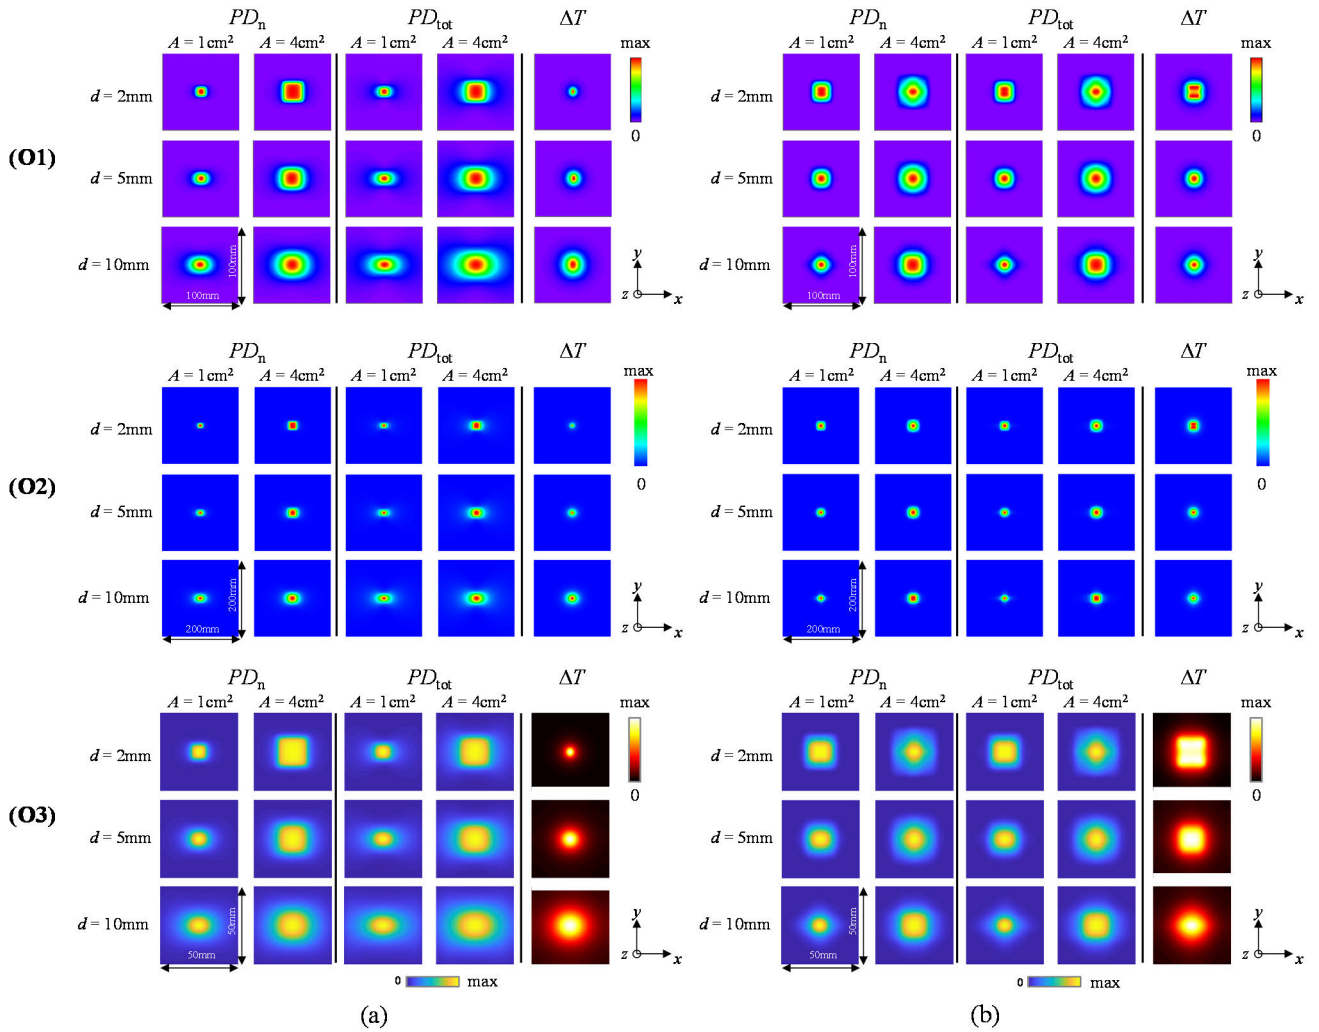 PDn PDtot ΔT
A = 1cm² A = 4cm² A = 1cm² A = 4cm² max
d = 2mm
0
(O1)
d = 5mm
d = 10mm
100mm
100mm
y
z x
PDn PDtot ΔT
A = 1cm² A = 4cm² A = 1cm² A = 4cm² max
d = 2mm
0
d = 5mm
d = 10mm
100mm
100mm
y
z x
PDn PDtot ΔT
A = 1cm² A = 4cm² A = 1cm² A = 4cm² max
d = 2mm
0
(O2)
d = 5mm
d = 10mm
200mm
200mm
y
z x
PDn PDtot ΔT
A = 1cm² A = 4cm² A = 1cm² A = 4cm² max
d = 2mm
0
d = 5mm
d = 10mm
200mm
200mm
y
z x
PDn PDtot ΔT
A = 1cm² A = 4cm² A = 1cm² A = 4cm² max
d = 2mm
0
(O3)
d = 5mm
d = 10mm
50mm
50mm
y
z x
0 max
(a)
PDn PDtot ΔT
A = 1cm² A = 4cm² A = 1cm² A = 4cm² max
d = 2mm
0
d = 5mm
d = 10mm
50mm
50mm
y
z x
0 max
(b)